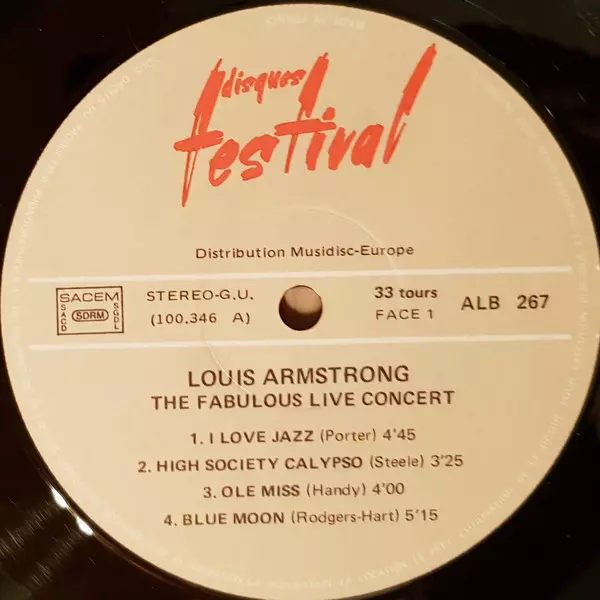 disques
festival
Distribution Musidisc-Europe
SACEM
SACD
SDRM
SGDL
STEREO-G.U.
(100.346 A)
33 tours
FACE 1
ALB 267
LOUIS ARMSTRONG
THE FABULOUS LIVE CONCERT
1. I LOVE JAZZ (Porter) 4'45
2. HIGH SOCIETY CALYPSO (Steele) 3'25
3. OLE MISS (Handy) 4'00
4. BLUE MOON (Rodgers-Hart) 5'15